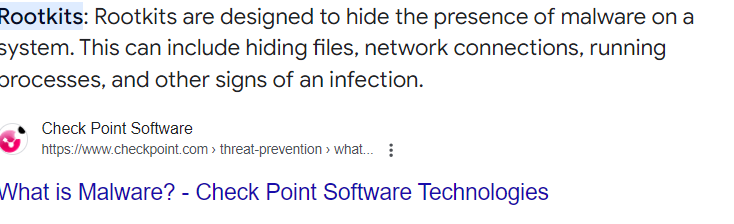 Rootkits: Rootkits are designed to hide the presence of malware on a
system. This can include hiding files, network connections, running
processes, and other signs of an infection.
Check Point Software
https://www.checkpoint.com › threat-prevention › what...
What is Malware? - Check Point Software Technologies